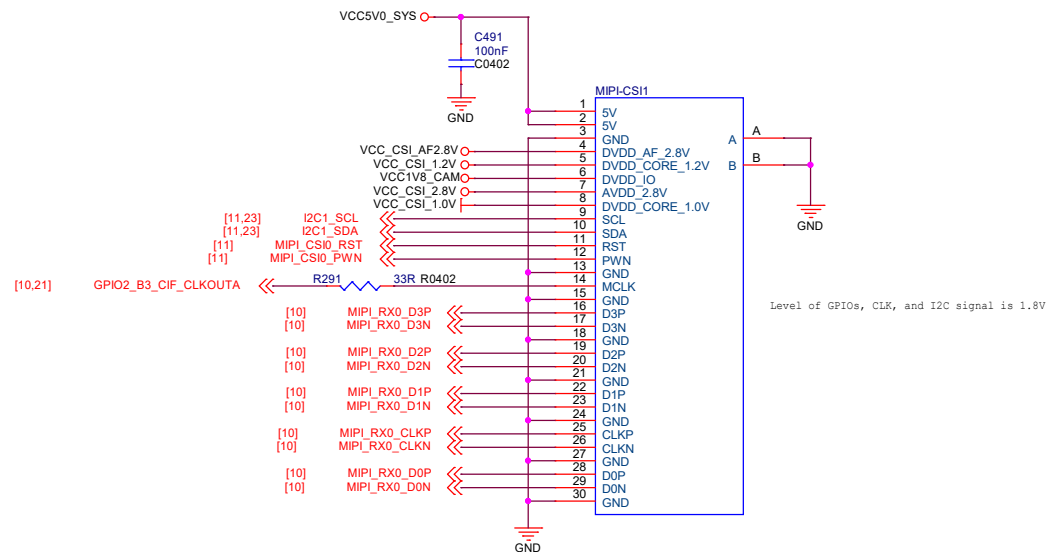 VCC5V0_SYS
C491
100nF
C0402
GND
MIPI-CSI1
1 5V
2 5V
3 GND
VCC_CSI_AF2.8V 4 DVDD_AF_2.8V
VCC_CSI_1.2V 5 DVDD_CORE_1.2V
VCC1V8_CAM 6 DVDD_IO
VCC_CSI_2.8V 7 AVDD_2.8V
VCC_CSI_1.0V 8 DVDD_CORE_1.0V
[11,23] I2C1_SCL 9 SCL
[11,23] I2C1_SDA 10 SDA
[11] MIPI_CSI0_RST 11 RST
[11] MIPI_CSI0_PWN 12 PWN
13 GND
[10,21] GPIO2_B3_CIF_CLKOUTA R291 33R R0402 14 MCLK
15 GND
[10] MIPI_RX0_D3P 16 D3P
[10] MIPI_RX0_D3N 17 D3N
18 GND
[10] MIPI_RX0_D2P 19 D2P
[10] MIPI_RX0_D2N 20 D2N
21 GND
[10] MIPI_RX0_D1P 22 D1P
[10] MIPI_RX0_D1N 23 D1N
24 GND
[10] MIPI_RX0_CLKP 25 CLKP
[10] MIPI_RX0_CLKN 26 CLKN
27 GND
[10] MIPI_RX0_D0P 28 D0P
[10] MIPI_RX0_D0N 29 D0N
30 GND
GND
A A
B B
GND
Level of GPIOs, CLK, and I2C signal is 1.8V